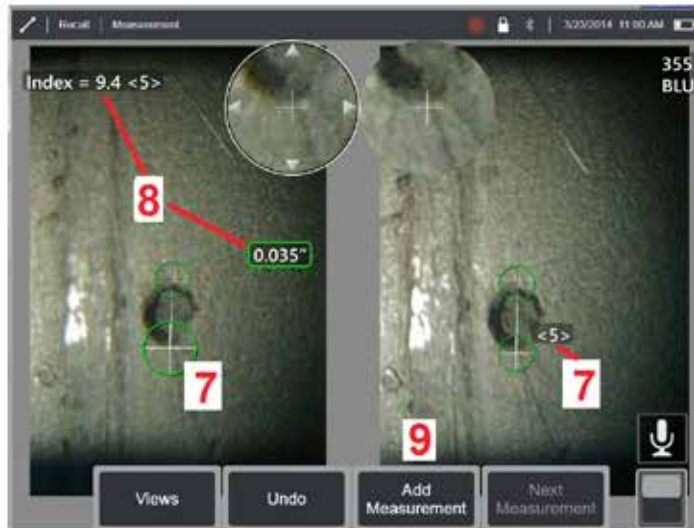 Recall | Measurement
3/23/2014 11:00 AM
Index = 9.4 <5>
355
BLU
8
0.035"
<5>
7
7
9
Views
Undo
Add
Measurement
Next
Measurement